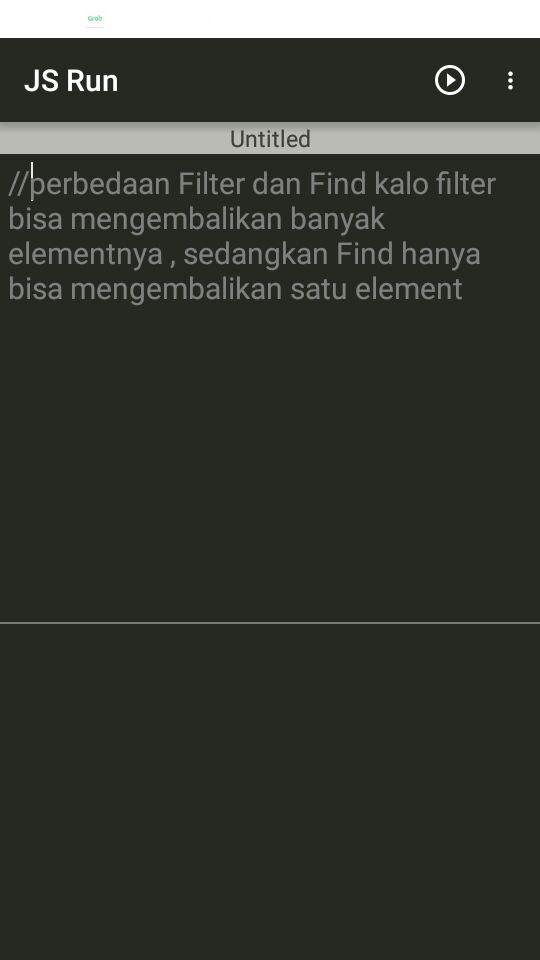 Grab
JS Run
Untitled
//perbedaan Filter dan Find kalo filter
bisa mengembalikan banyak
elementnya , sedangkan Find hanya
bisa mengembalikan satu element